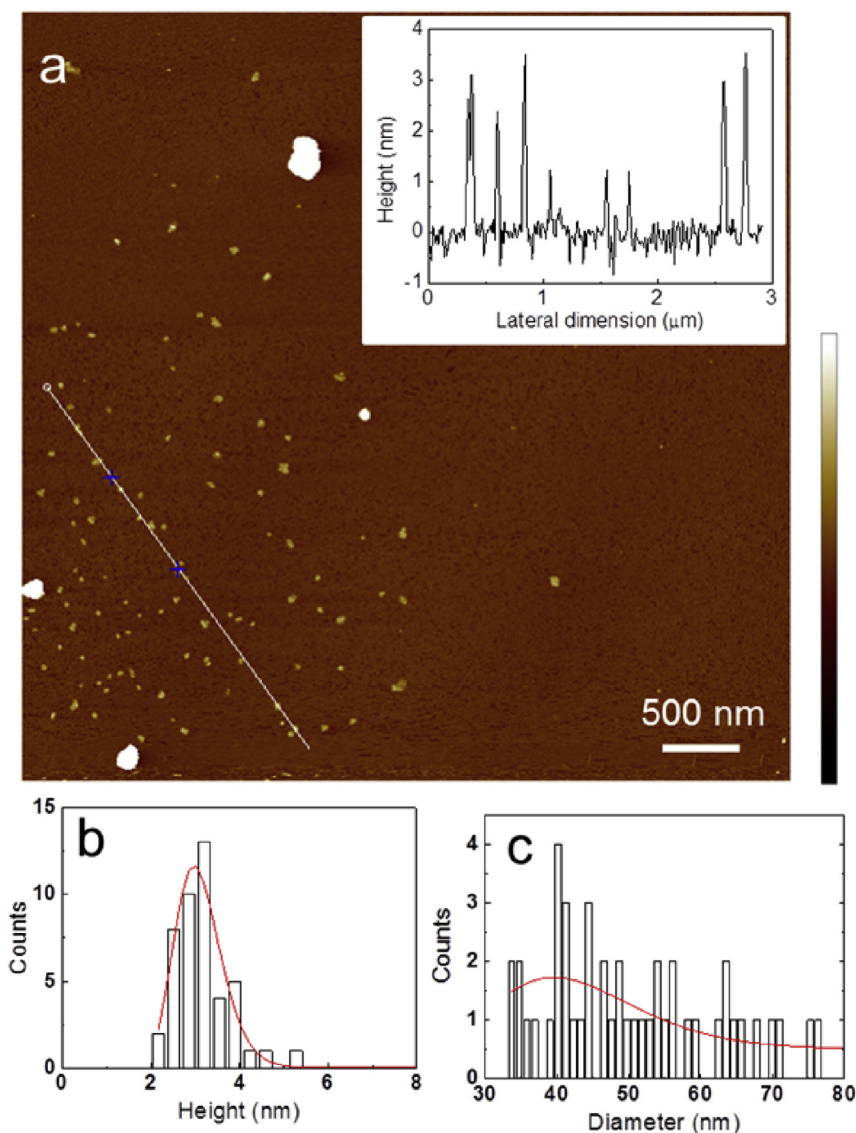 a
4
3
2
1
0
-1
Height (nm)
0 1 2 3
Lateral dimension (μm)
500 nm
b
15
10
5
0
Counts
0 2 4 6 8
Height (nm)
c
4
3
2
1
0
Counts
30 40 50 60 70 80
Diameter (nm)